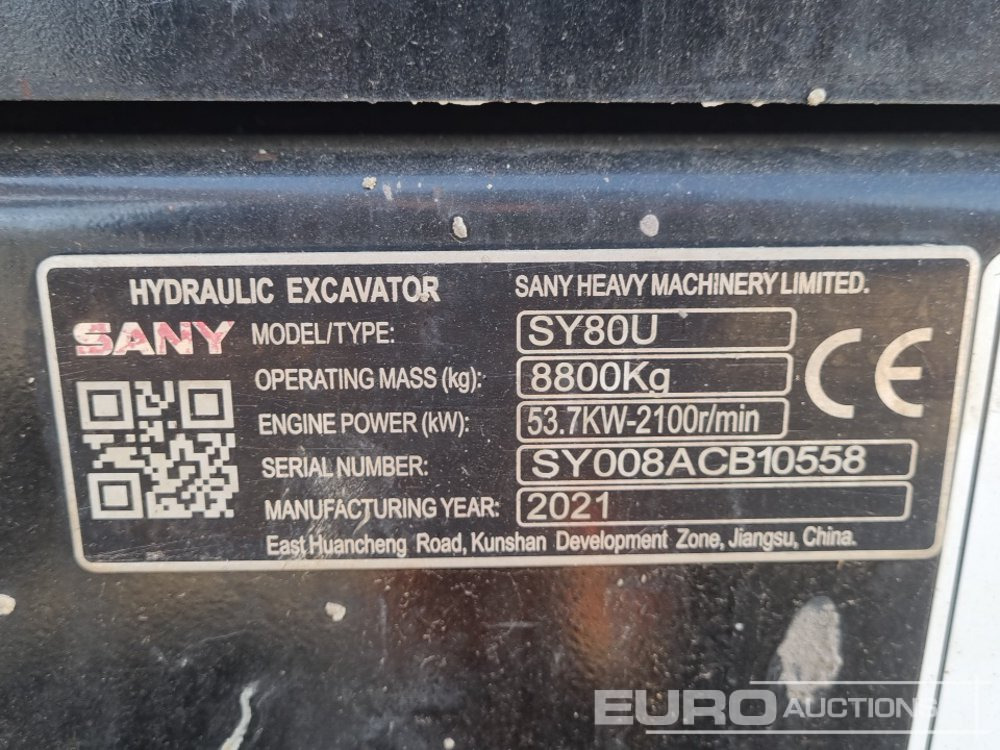 HYDRAULIC EXCAVATOR
SANY HEAVY MACHINERY LIMITED.
SANY
MODEL/TYPE: SY80U
OPERATING MASS (kg): 8800Kg
ENGINE POWER (kW): 53.7KW-2100r/min
SERIAL NUMBER: SY008ACB10558
MANUFACTURING YEAR: 2021
East Huancheng Road, Kunshan Development Zone, Jiangsu, China.
CE
EURO AUCTIONS